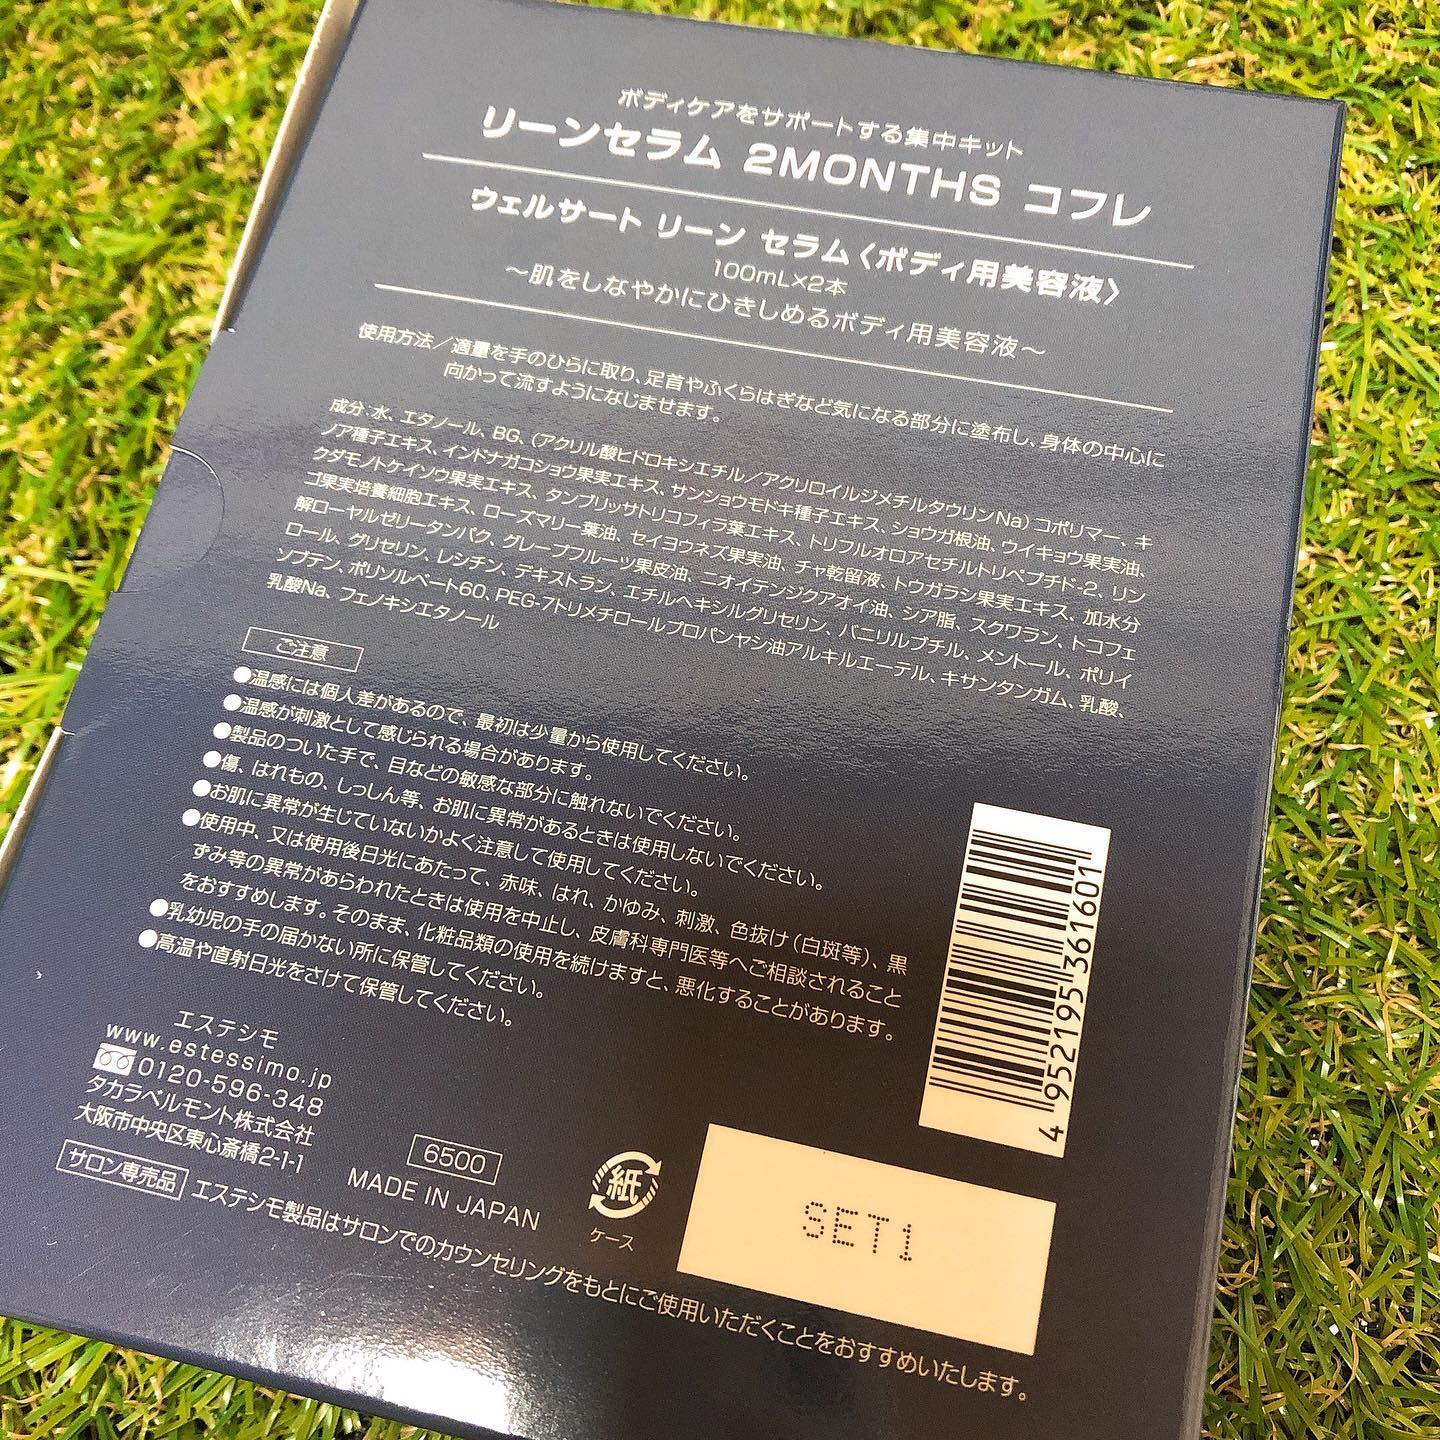 ボディケアをサポートする集中キット
リーンセラム 2MONTHS コフレ
ウェルサート リーン セラム〈ボディ用美容液〉
100mL×2本
〜肌をしなやかにひきしめるボディ用美容液〜
使用方法／適量を手のひらに取り、足首やふくらはぎなど気になる部分に塗布し、身体の中心に
向かって流すようになじませます。
成分：水、エタノール、BG、（アクリル酸ヒドロキシエチル／アクリロイルジメチルタウリンNa）コポリマー、キ
ノア種子エキス、インドナガコショウ果実エキス、サンショウモドキ種子エキス、ショウガ根油、ウイキョウ果実油、
クダモノトケイソウ果実エキス、タンブリッサトリコフィラ葉エキス、トリフルオロアセチルトリペプチド-2、リン
ゴ果実培養細胞エキス、ローズマリー葉油、セイヨウネズ果実油、チャ乾留液、トウガラシ果実エキス、加水分
解ローヤルゼリータンパク、グレープフルーツ果皮油、ニオイテンジクアオイ油、シア脂、スクワラン、トコフェ
ロール、グリセリン、レシチン、デキストラン、エチルヘキシルグリセリン、バニリルブチル、メントール、ポリイ
ソブテン、ポリソルベート60、PEG-7トリメチロールプロパンヤシ油アルキルエーテル、キサンタンガム、乳酸、
乳酸Na、フェノキシエタノール
ご注意
●温感には個人差があるので、最初は少量から使用してください。
●温感が刺激として感じられる場合があります。
●製品のついた手で、目などの敏感な部分に触れないでください。
●傷、はれもの、しっしん等、お肌に異常があるときは使用しないでください。
●お肌に異常が生じていないかよく注意して使用してください。
●使用中、又は使用後日光にあたって、赤味、はれ、かゆみ、刺激、色抜け（白斑等）、黒
ずみ等の異常があらわれたときは使用を中止し、皮膚科専門医等へご相談されること
をおすすめします。そのまま、化粧品類の使用を続けますと、悪化することがあります。
●乳幼児の手の届かない所に保管してください。
●高温や直射日光をさけて保管してください。
エステシモ
www.estessimo.jp
0120-596-348
タカラベルモント株式会社
大阪市中央区東心斎橋2-1-1
6500
MADE IN JAPAN
紙
ケース
4952195361601
SET1
サロン専売品 エステシモ製品はサロンでのカウンセリングをもとにご使用いただくことをおすすめいたします。